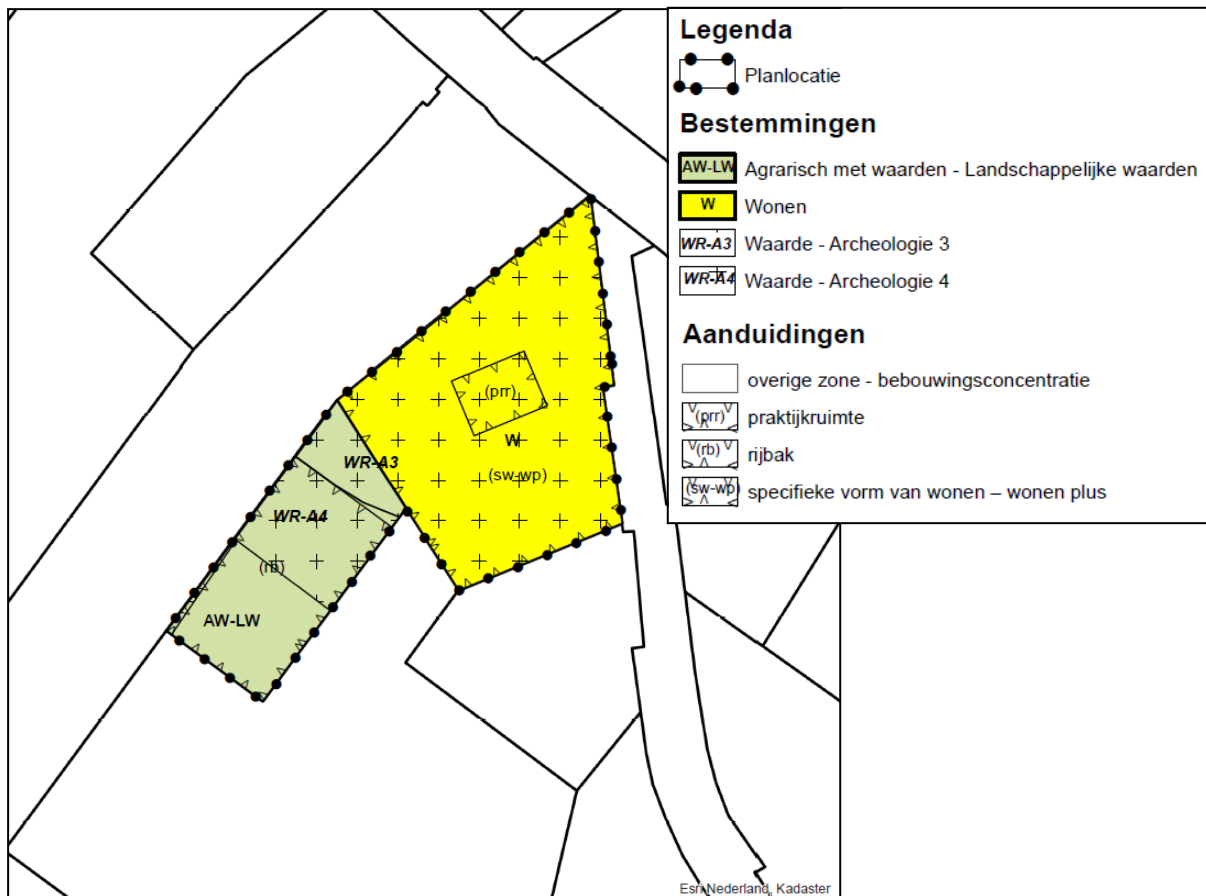 Legenda
Planlocatie
Bestemmingen
AW-LW Agrarisch met waarden - Landschappelijke waarden
W Wonen
WR-A3 Waarde - Archeologie 3
WR-A4 Waarde - Archeologie 4
Aanduidingen
overige zone - bebouwingsconcentratie
(prr) praktijkruimte
(rb) rijbak
(sw-wp) specifieke vorm van wonen – wonen plus
(prr)
W
WR-A3
(sw-wp)
WR-A4
(rb)
AW-LW
Esri Nederland, Kadaster